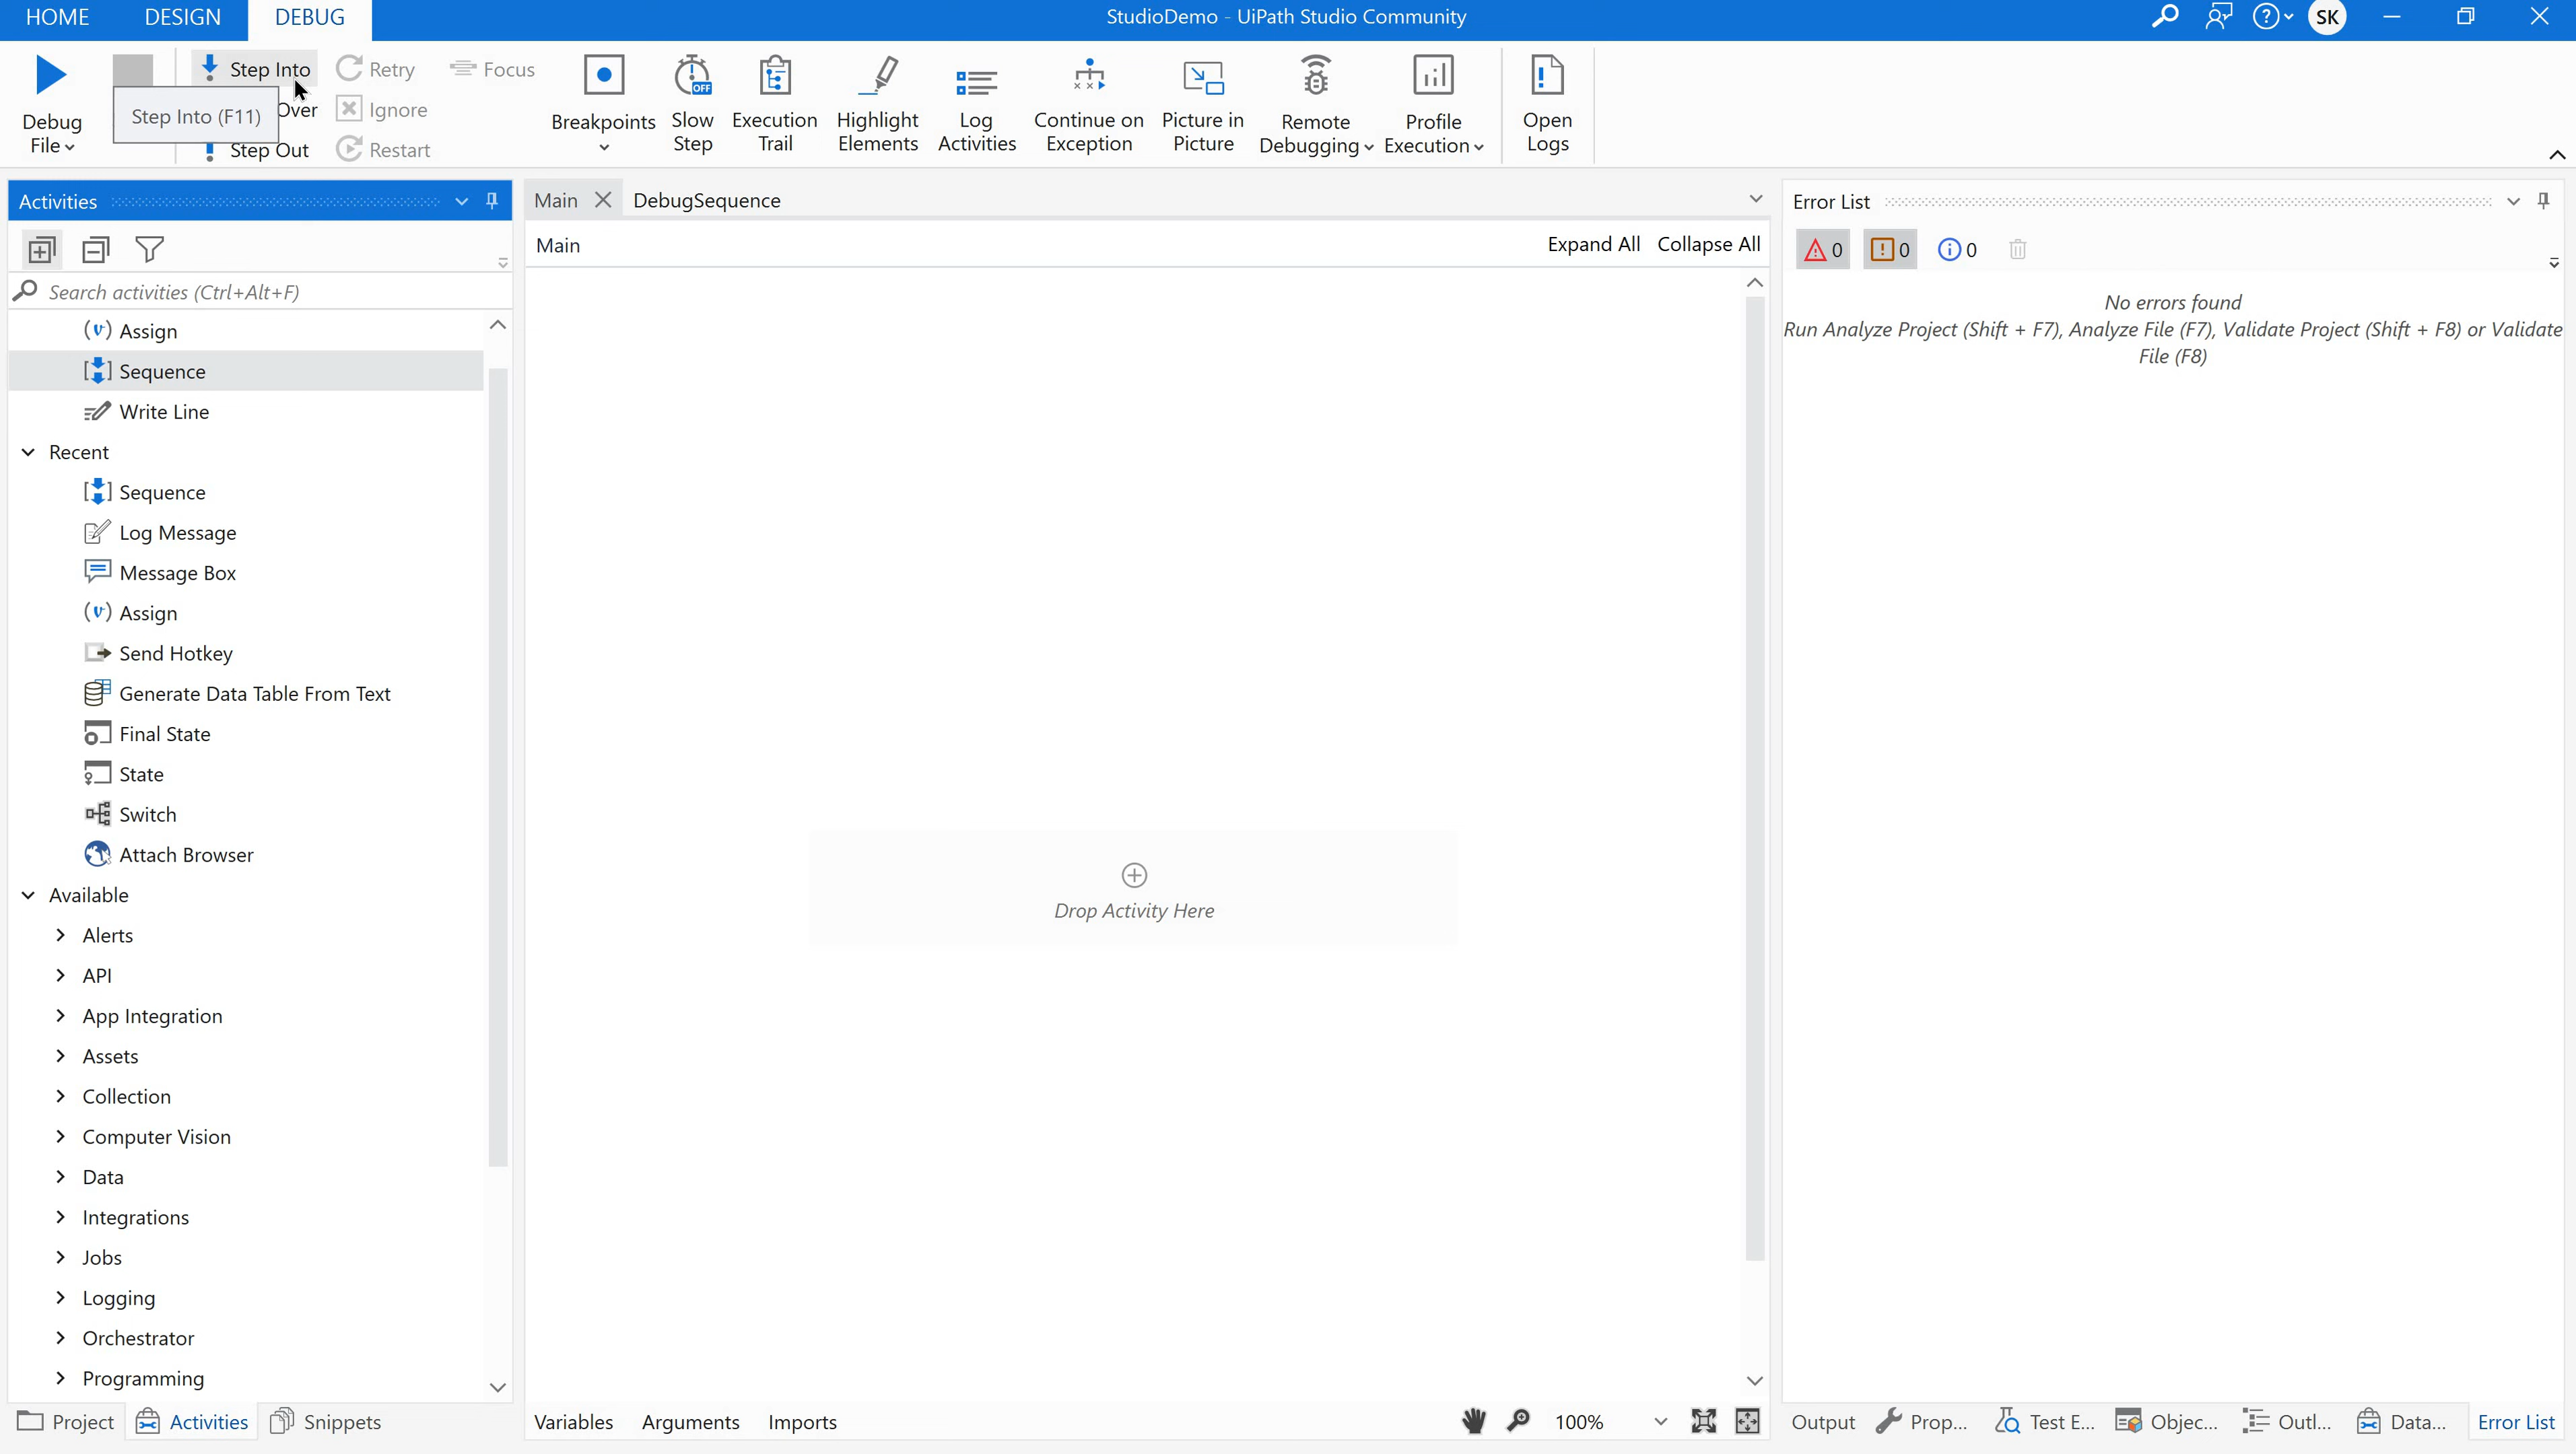 HOME DESIGN DEBUG StudioDemo - UiPath Studio Community SK
Step Into Retry Focus
Over Ignore
Step Into (F11)
Step Out Restart
Debug File
Breakpoints
OFF
Slow Step
Execution Trail
Highlight Elements
Log Activities
Continue on Exception
Picture in Picture
Remote Debugging
Profile Execution
Open Logs
Activities
Search activities (Ctrl+Alt+F)
Assign
Sequence
Write Line
Recent
Sequence
Log Message
Message Box
Assign
Send Hotkey
Generate Data Table From Text
Final State
State
Switch
Attach Browser
Available
Alerts
API
App Integration
Assets
Collection
Computer Vision
Data
Integrations
Jobs
Logging
Orchestrator
Programming
Project Activities Snippets
Main DebugSequence
Main Expand All Collapse All
Drop Activity Here
Variables Arguments Imports 100%
Error List
0 0 0
No errors found
Run Analyze Project (Shift + F7), Analyze File (F7), Validate Project (Shift + F8) or Validate
File (F8)
Output Prop... Test E... Objec... Outl... Data... Error List